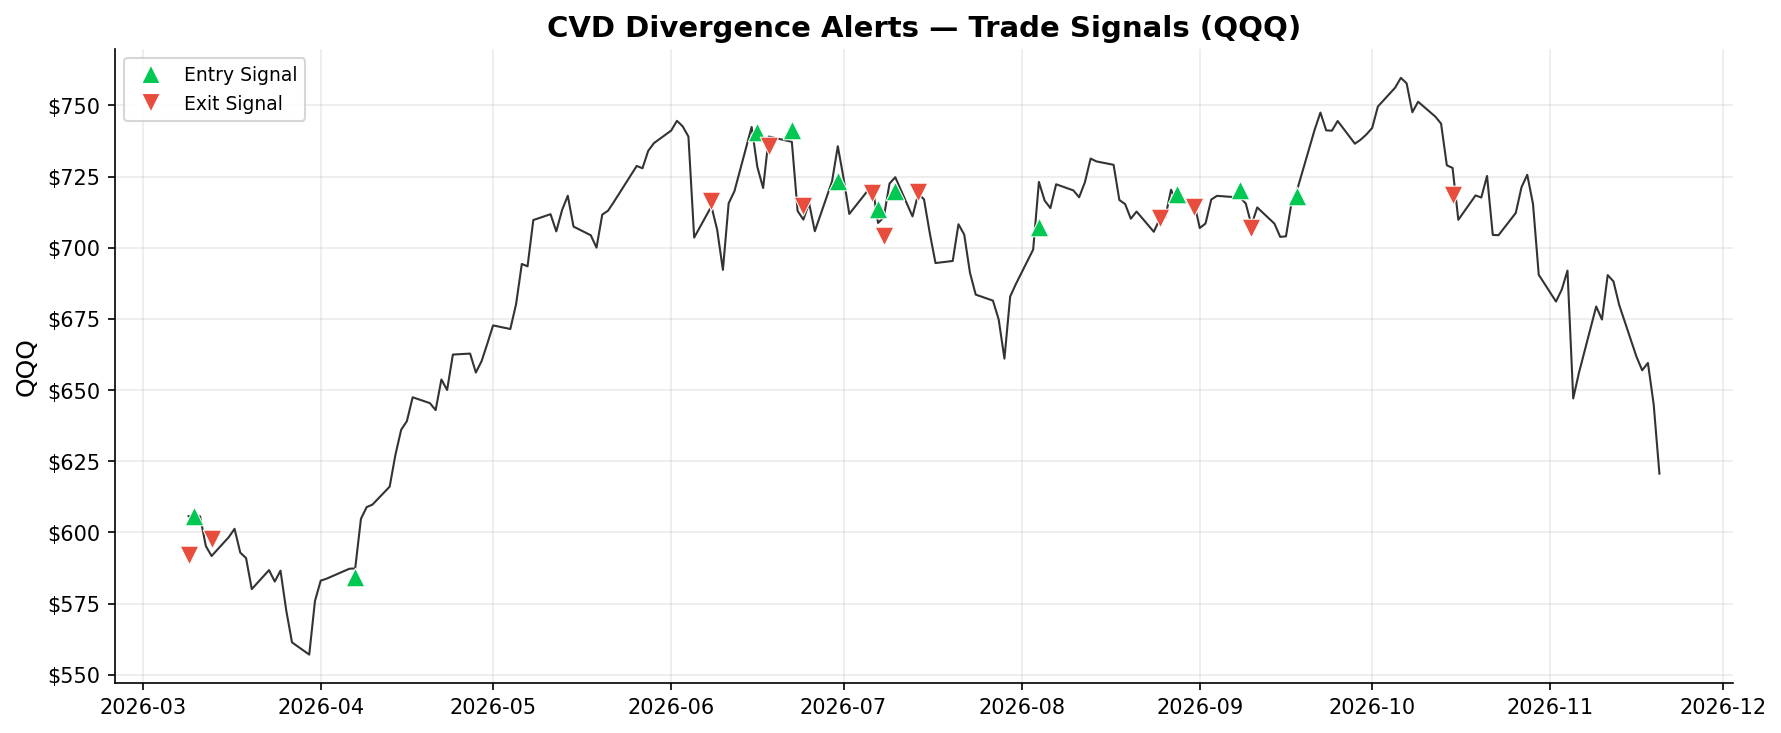 CVD Divergence Alerts — Trade Signals (QQQ)
Entry Signal
Exit Signal
QQQ
$750
$725
$700
$675
$650
$625
$600
$575
$550
2026-03 2026-04 2026-05 2026-06 2026-07 2026-08 2026-09 2026-10 2026-11 2026-12